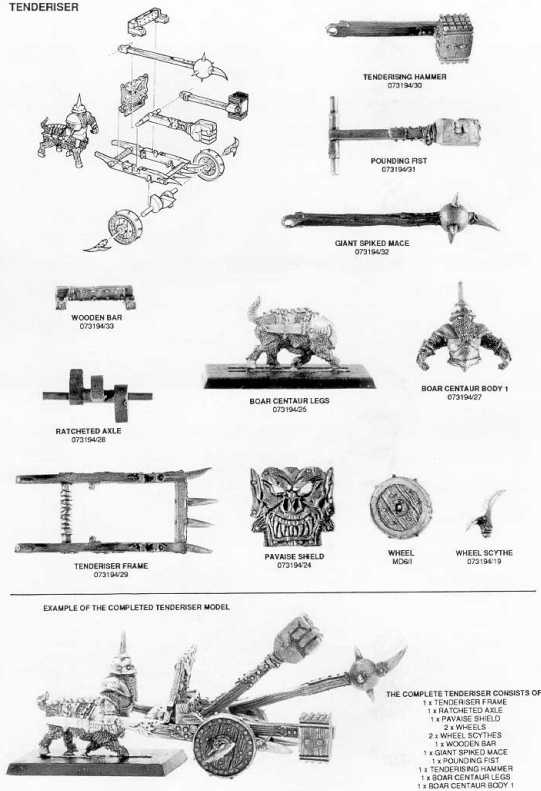 TENDERISER
TENDERISING HAMMER
073194/30
POUNDING FIST
073194/31
GIANT SPIKED MACE
073194/32
WOODEN BAR
073194/33
BOAR CENTAUR LEGS
073194/25
BOAR CENTAUR BODY 1
073194/27
RATCHETED AXLE
073194/28
TENDERISER FRAME
073194/29
PAVAISE SHIELD
073194/24
WHEEL
MD6/I
WHEEL SCYTHE
073194/19
EXAMPLE OF THE COMPLETED TENDERISER MODEL
THE COMPLETE TENDERISER CONSISTS OF
1 x TENDERISER FRAME
1 x RATCHETED AXLE
1 x PAVAISE SHIELD
2 x WHEELS
2 x WHEEL SCYTHES
1 x WOODEN BAR
1 x GIANT SPIKED MACE
1 x POUNDING FIST
1 x TENDERISING HAMMER
1 x BOAR CENTAUR LEGS
1 x BOAR CENTAUR BODY 1